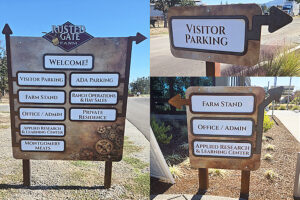 RUSTED
GATE
FARM
WELCOME!
VISITOR PARKING
ADA PARKING
FARM STAND
RANCH OPERATIONS
& HAY SALES
OFFICE / ADMIN
PRIVATE
RESIDENCE
APPLIED RESEARCH
& LEARNING CENTER
MONTGOMERY
MEATS
VISITOR
PARKING
FARM STAND
OFFICE / ADMIN
APPLIED RESEARCH
& LEARNING CENTER